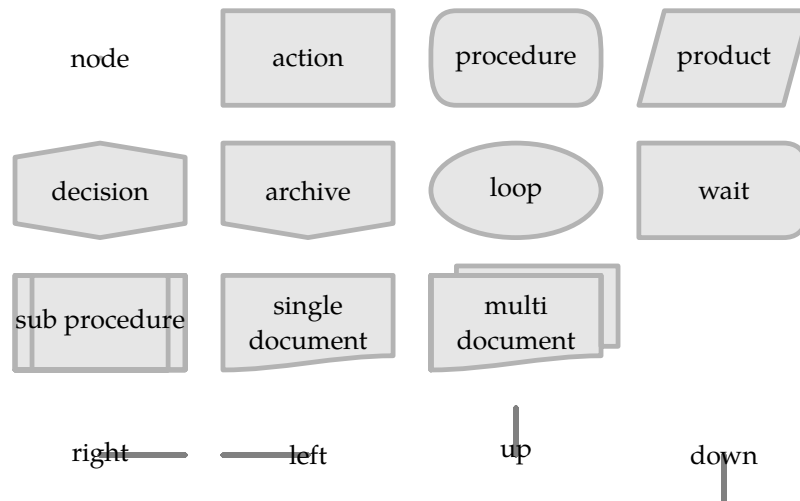 node
action
procedure
product
decision
archive
loop
wait
sub procedure
single
document
multi
document
right
left
up
down